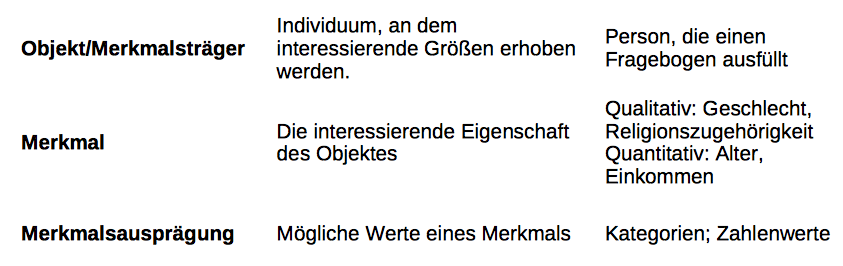 Objekt/Merkmalsträger
Individuum, an dem
interessierende Größen erhoben
werden.
Person, die einen
Fragebogen ausfüllt
Merkmal
Die interessierende Eigenschaft
des Objektes
Qualitativ: Geschlecht,
Religionszugehörigkeit
Quantitativ: Alter,
Einkommen
Merkmalsausprägung
Mögliche Werte eines Merkmals
Kategorien; Zahlenwerte